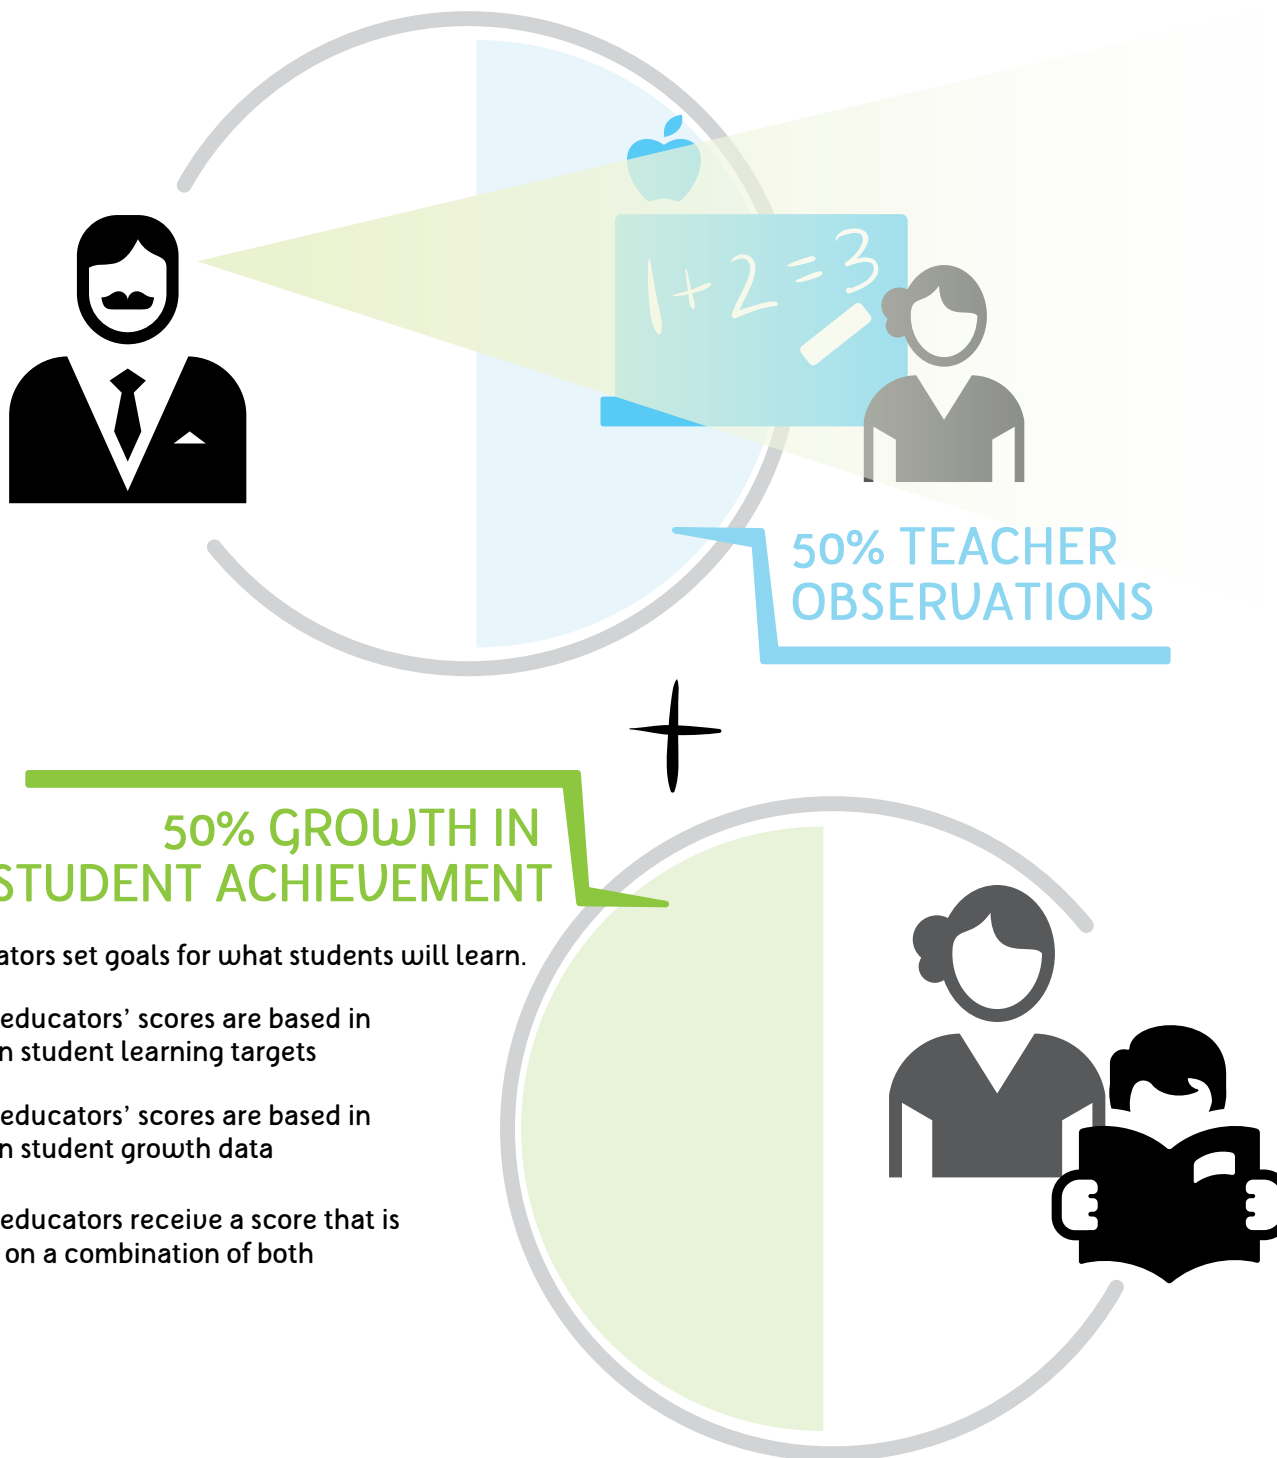 1+2=3
50% TEACHER
OBSERVATIONS
+
50% GROWTH IN
STUDENT ACHIEVEMENT
ators set goals for what students will learn.
educators' scores are based in
n student learning targets
educators' scores are based in
n student growth data
educators receive a score that is
on a combination of both